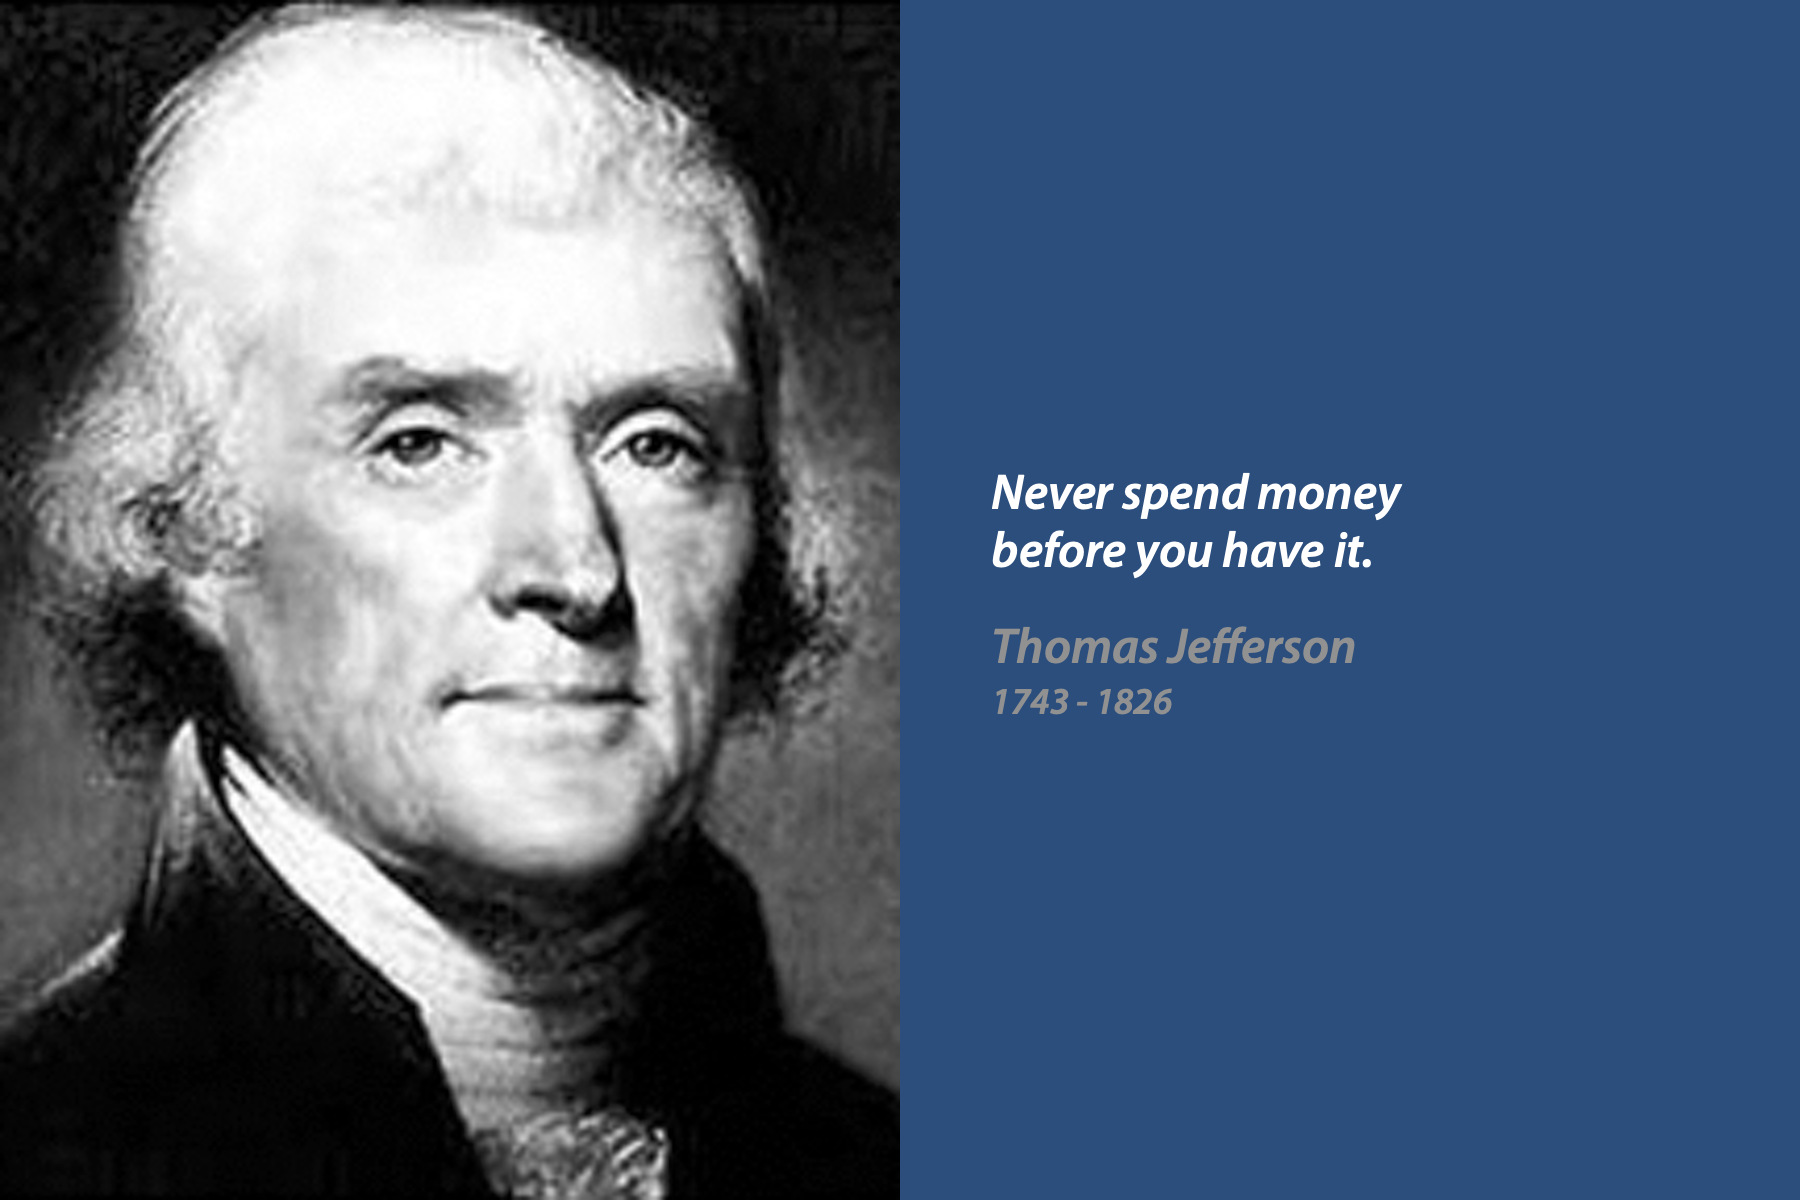 Never spend money
before you have it.
Thomas Jefferson
1743 - 1826